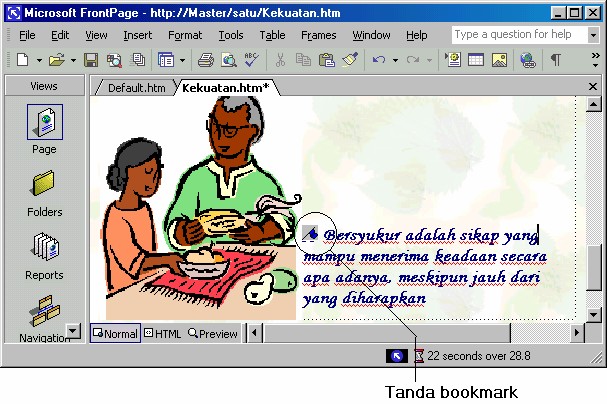 Microsoft FrontPage - http://Master/satu/Kekuatan.htm
File Edit View Insert Format Tools Table Frames Window Help Type a question for help
Views Default.htm Kekuatan.htm*
Page
Folders
Reports
Navigation
Bersyukur adalah sikap yang
mampu menerima keadaan secara
apa adanya, meskipun jauh dari
yang diharapkan
Normal HTML Preview
22 seconds over 28.8
Tanda bookmark